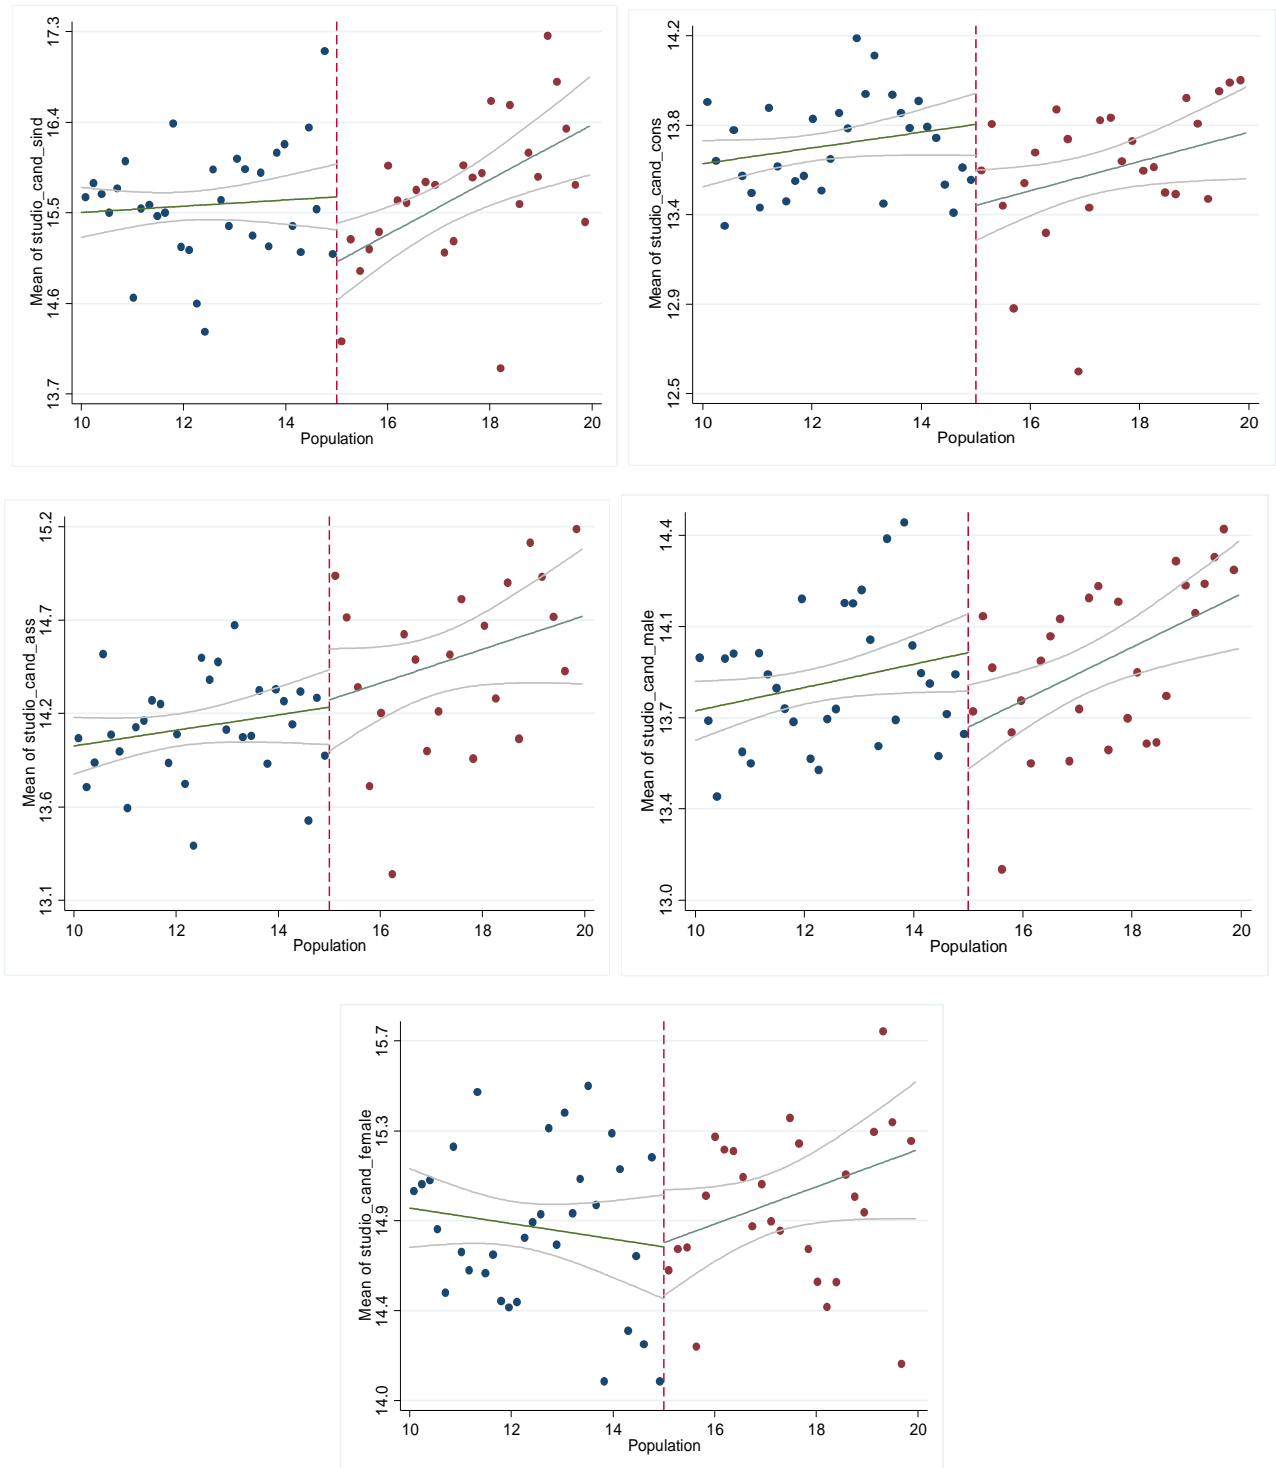 Mean of studio_cand_sind
17.3
16.4
15.5
14.6
13.7
10 12 14 16 18 20
Population
Mean of studio_cand_cons
14.2
13.8
13.4
12.9
12.5
10 12 14 16 18 20
Population
Mean of studio_cand_ass
15.2
14.7
14.2
13.6
13.1
10 12 14 16 18 20
Population
Mean of studio_cand_male
14.4
14.1
13.7
13.4
13.0
10 12 14 16 18 20
Population
Mean of studio_cand_female
15.7
15.3
14.9
14.4
14.0
10 12 14 16 18 20
Population